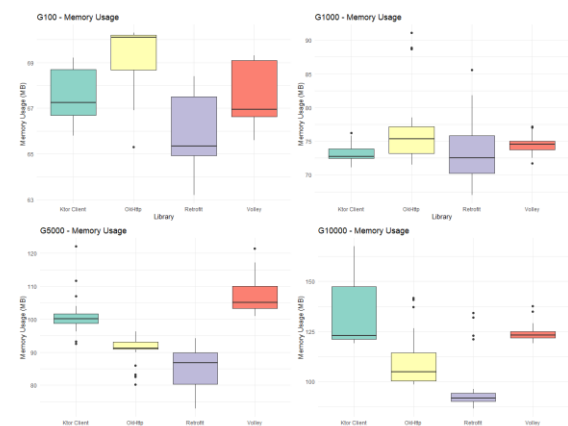 G100 - Memory Usage
Memory Usage (MB)
69
67
65
63
Ktor Client OkHttp Retrofit Volley
Library
G1000 - Memory Usage
Memory Usage (MB)
90
85
80
75
70
Ktor Client OkHttp Retrofit Volley
Library
G5000 - Memory Usage
Memory Usage (MB)
120
110
100
90
80
Ktor Client OkHttp Retrofit Volley
G10000 - Memory Usage
Memory Usage (MB)
150
125
100
Ktor Client OkHttp Retrofit Volley